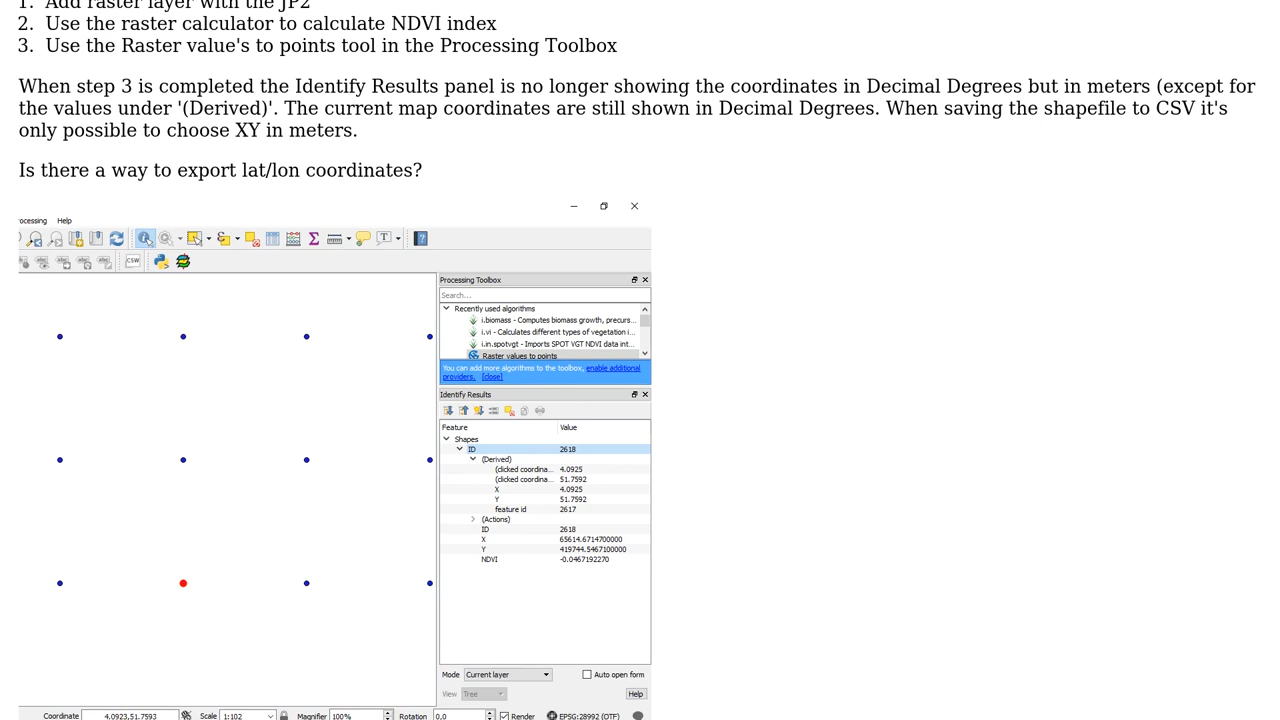 1. Add raster layer with the JP2
2. Use the raster calculator to calculate NDVI index
3. Use the Raster value's to points tool in the Processing Toolbox
When step 3 is completed the Identify Results panel is no longer showing the coordinates in Decimal Degrees but in meters (except for
the values under '(Derived)'. The current map coordinates are still shown in Decimal Degrees. When saving the shapefile to CSV it's
only possible to choose XY in meters.
Is there a way to export lat/lon coordinates?
ocessing Help
CSW
Processing Toolbox
Search...
Recently used algorithms
i.biomass - Computes biomass growth, precurs...
i.vi - Calculates different types of vegetation i...
i.in.spotvgt - Imports SPOT VGT NDVI data int...
Raster values to points
You can add more algorithms to the toolbox, enable additional
providers. [close]
Identify Results
Feature Value
Shapes
ID 2618
(Derived)
(clicked coordina... 4.0925
(clicked coordina... 51.7592
X 4.0925
Y 51.7592
feature id 2617
(Actions)
ID 2618
X 65614.6714700000
Y 419744.5467100000
NDVI -0.0467192270
Mode Current layer Auto open form
View Tree Help
Coordinate 4.0923,51.7593 Scale 1:102 Magnifier 100% Rotation 0,0 Render EPSG:28992 (OTF)